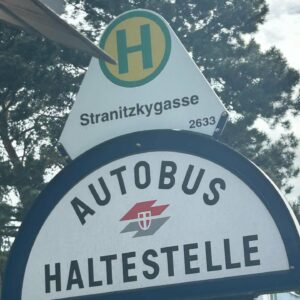 H
Stranitzkygasse
2633
AUTOBUS
HALTESTELLE